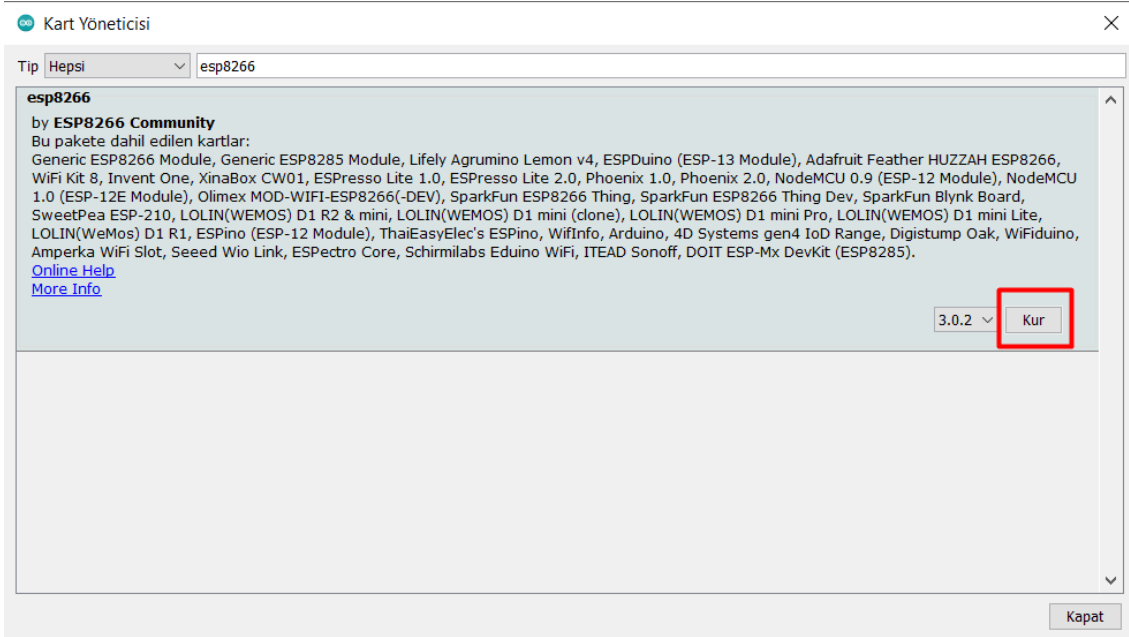 Kart Yöneticisi
Tip Hepsi esp8266
esp8266
by ESP8266 Community
Bu pakete dahil edilen kartlar:
Generic ESP8266 Module, Generic ESP8285 Module, Lifely Agrumino Lemon v4, ESPDuino (ESP-13 Module), Adafruit Feather HUZZAH ESP8266,
WiFi Kit 8, Invent One, XinaBox CW01, ESPresso Lite 1.0, ESPresso Lite 2.0, Phoenix 1.0, Phoenix 2.0, NodeMCU 0.9 (ESP-12 Module), NodeMCU
1.0 (ESP-12E Module), Olimex MOD-WIFI-ESP8266(-DEV), SparkFun ESP8266 Thing, SparkFun ESP8266 Thing Dev, SparkFun Blynk Board,
SweetPea ESP-210, LOLIN(WEMOS) D1 R2 & mini, LOLIN(WEMOS) D1 mini (clone), LOLIN(WEMOS) D1 mini Pro, LOLIN(WEMOS) D1 mini Lite,
LOLIN(WeMos) D1 R1, ESPino (ESP-12 Module), ThaiEasyElec's ESPino, WifInfo, Arduino, 4D Systems gen4 IoD Range, Digistump Oak, WiFiduino,
Amperka WiFi Slot, Seeed Wio Link, ESPectro Core, Schirmilabs Eduino WiFi, ITEAD Sonoff, DOIT ESP-Mx DevKit (ESP8285).
Online Help
More Info
3.0.2 Kur
Kapat